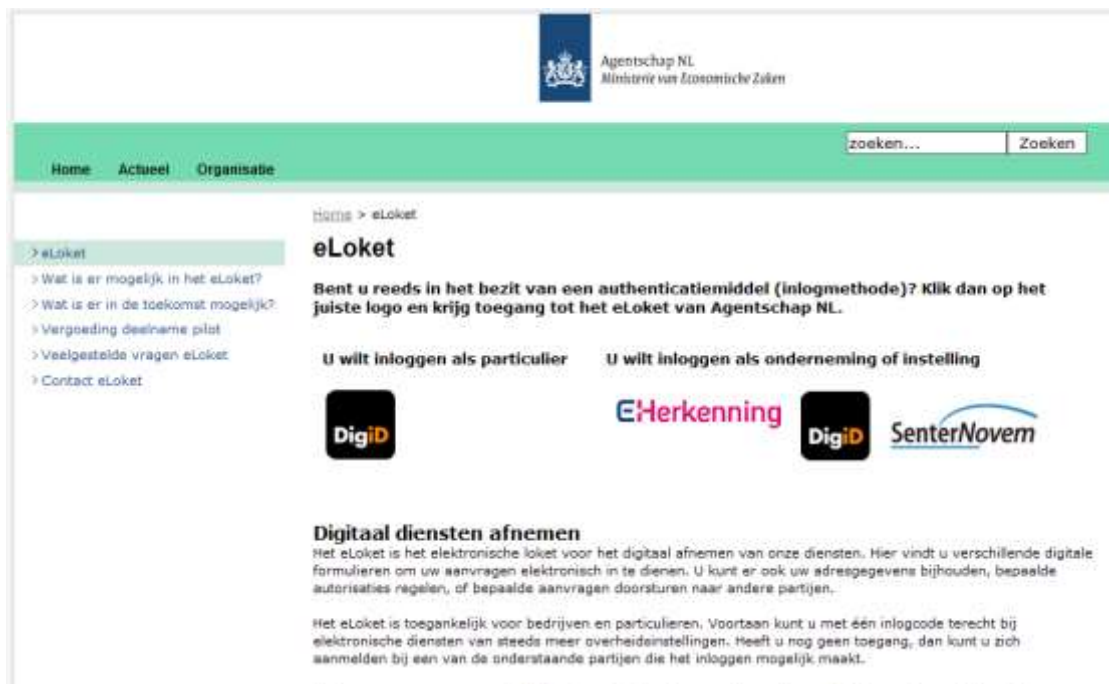 Agentschap NL
Ministerie van Economische Zaken
zoeken... Zoeken
Home Actueel Organisatie
Home > eLoket
> eLoket
> Wat is er mogelijk in het eLoket?
> Wat is er in de toekomst mogelijk?
> Vergoeding deelname pilot
> Veelgestelde vragen eLoket
> Contact eLoket
eLoket
Bent u reeds in het bezit van een authenticatiemiddel (inlogmethode)? Klik dan op het
juiste logo en krijg toegang tot het eLoket van Agentschap NL.
U wilt inloggen als particulier U wilt inloggen als onderneming of instelling
DigiD eHerkenning DigiD SenterNovem
Digitaal diensten afnemen
Het eLoket is het elektronische loket voor het digitaal afnemen van onze diensten. Hier vindt u verschillende digitale
formulieren om uw aanvragen elektronisch in te dienen. U kunt er ook uw adresgegevens bijhouden, bepaalde
autorisaties regelen, of bepaalde aanvragen doorsturen naar andere partijen.
Het eLoket is toegankelijk voor bedrijven en particulieren. Voortaan kunt u met één inlogcode terecht bij
elektronische diensten van steeds meer overheidsinstellingen. Heeft u nog geen toegang, dan kunt u zich
aanmelden bij een van de onderstaande partijen die het inloggen mogelijk maakt.